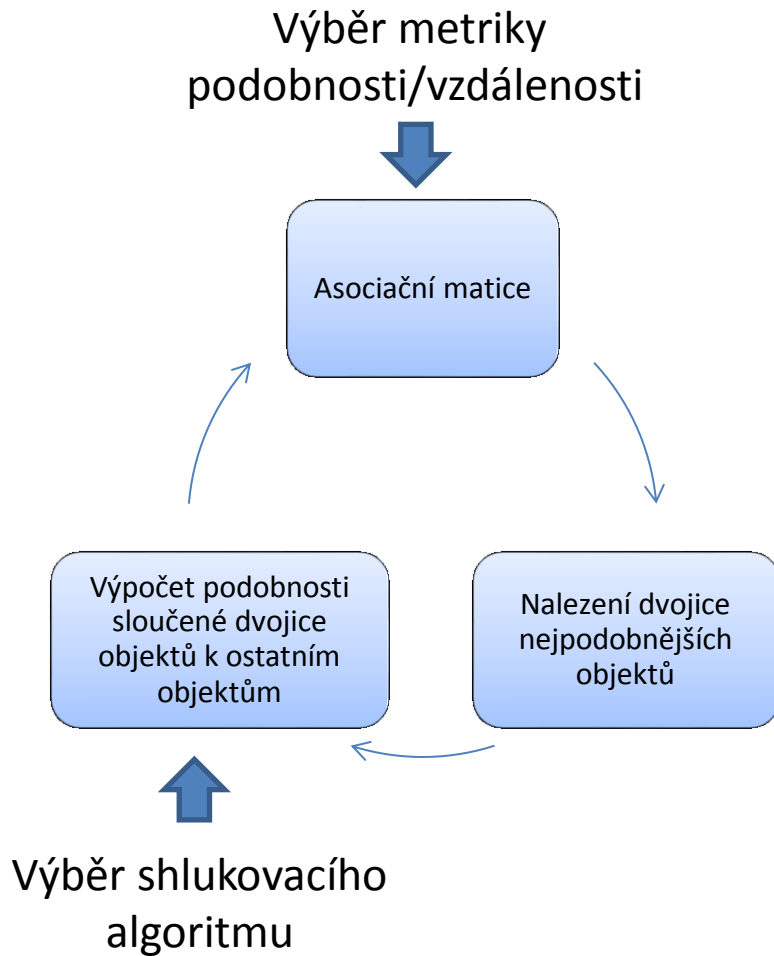 Výběr metriky
podobnosti/vzdálenosti
Asociační matice
Nalezení dvojice
nejpodobnějších
objektů
Výpočet podobnosti
sloučené dvojice
objektů k ostatním
objektům
Výběr shlukovacího
algoritmu